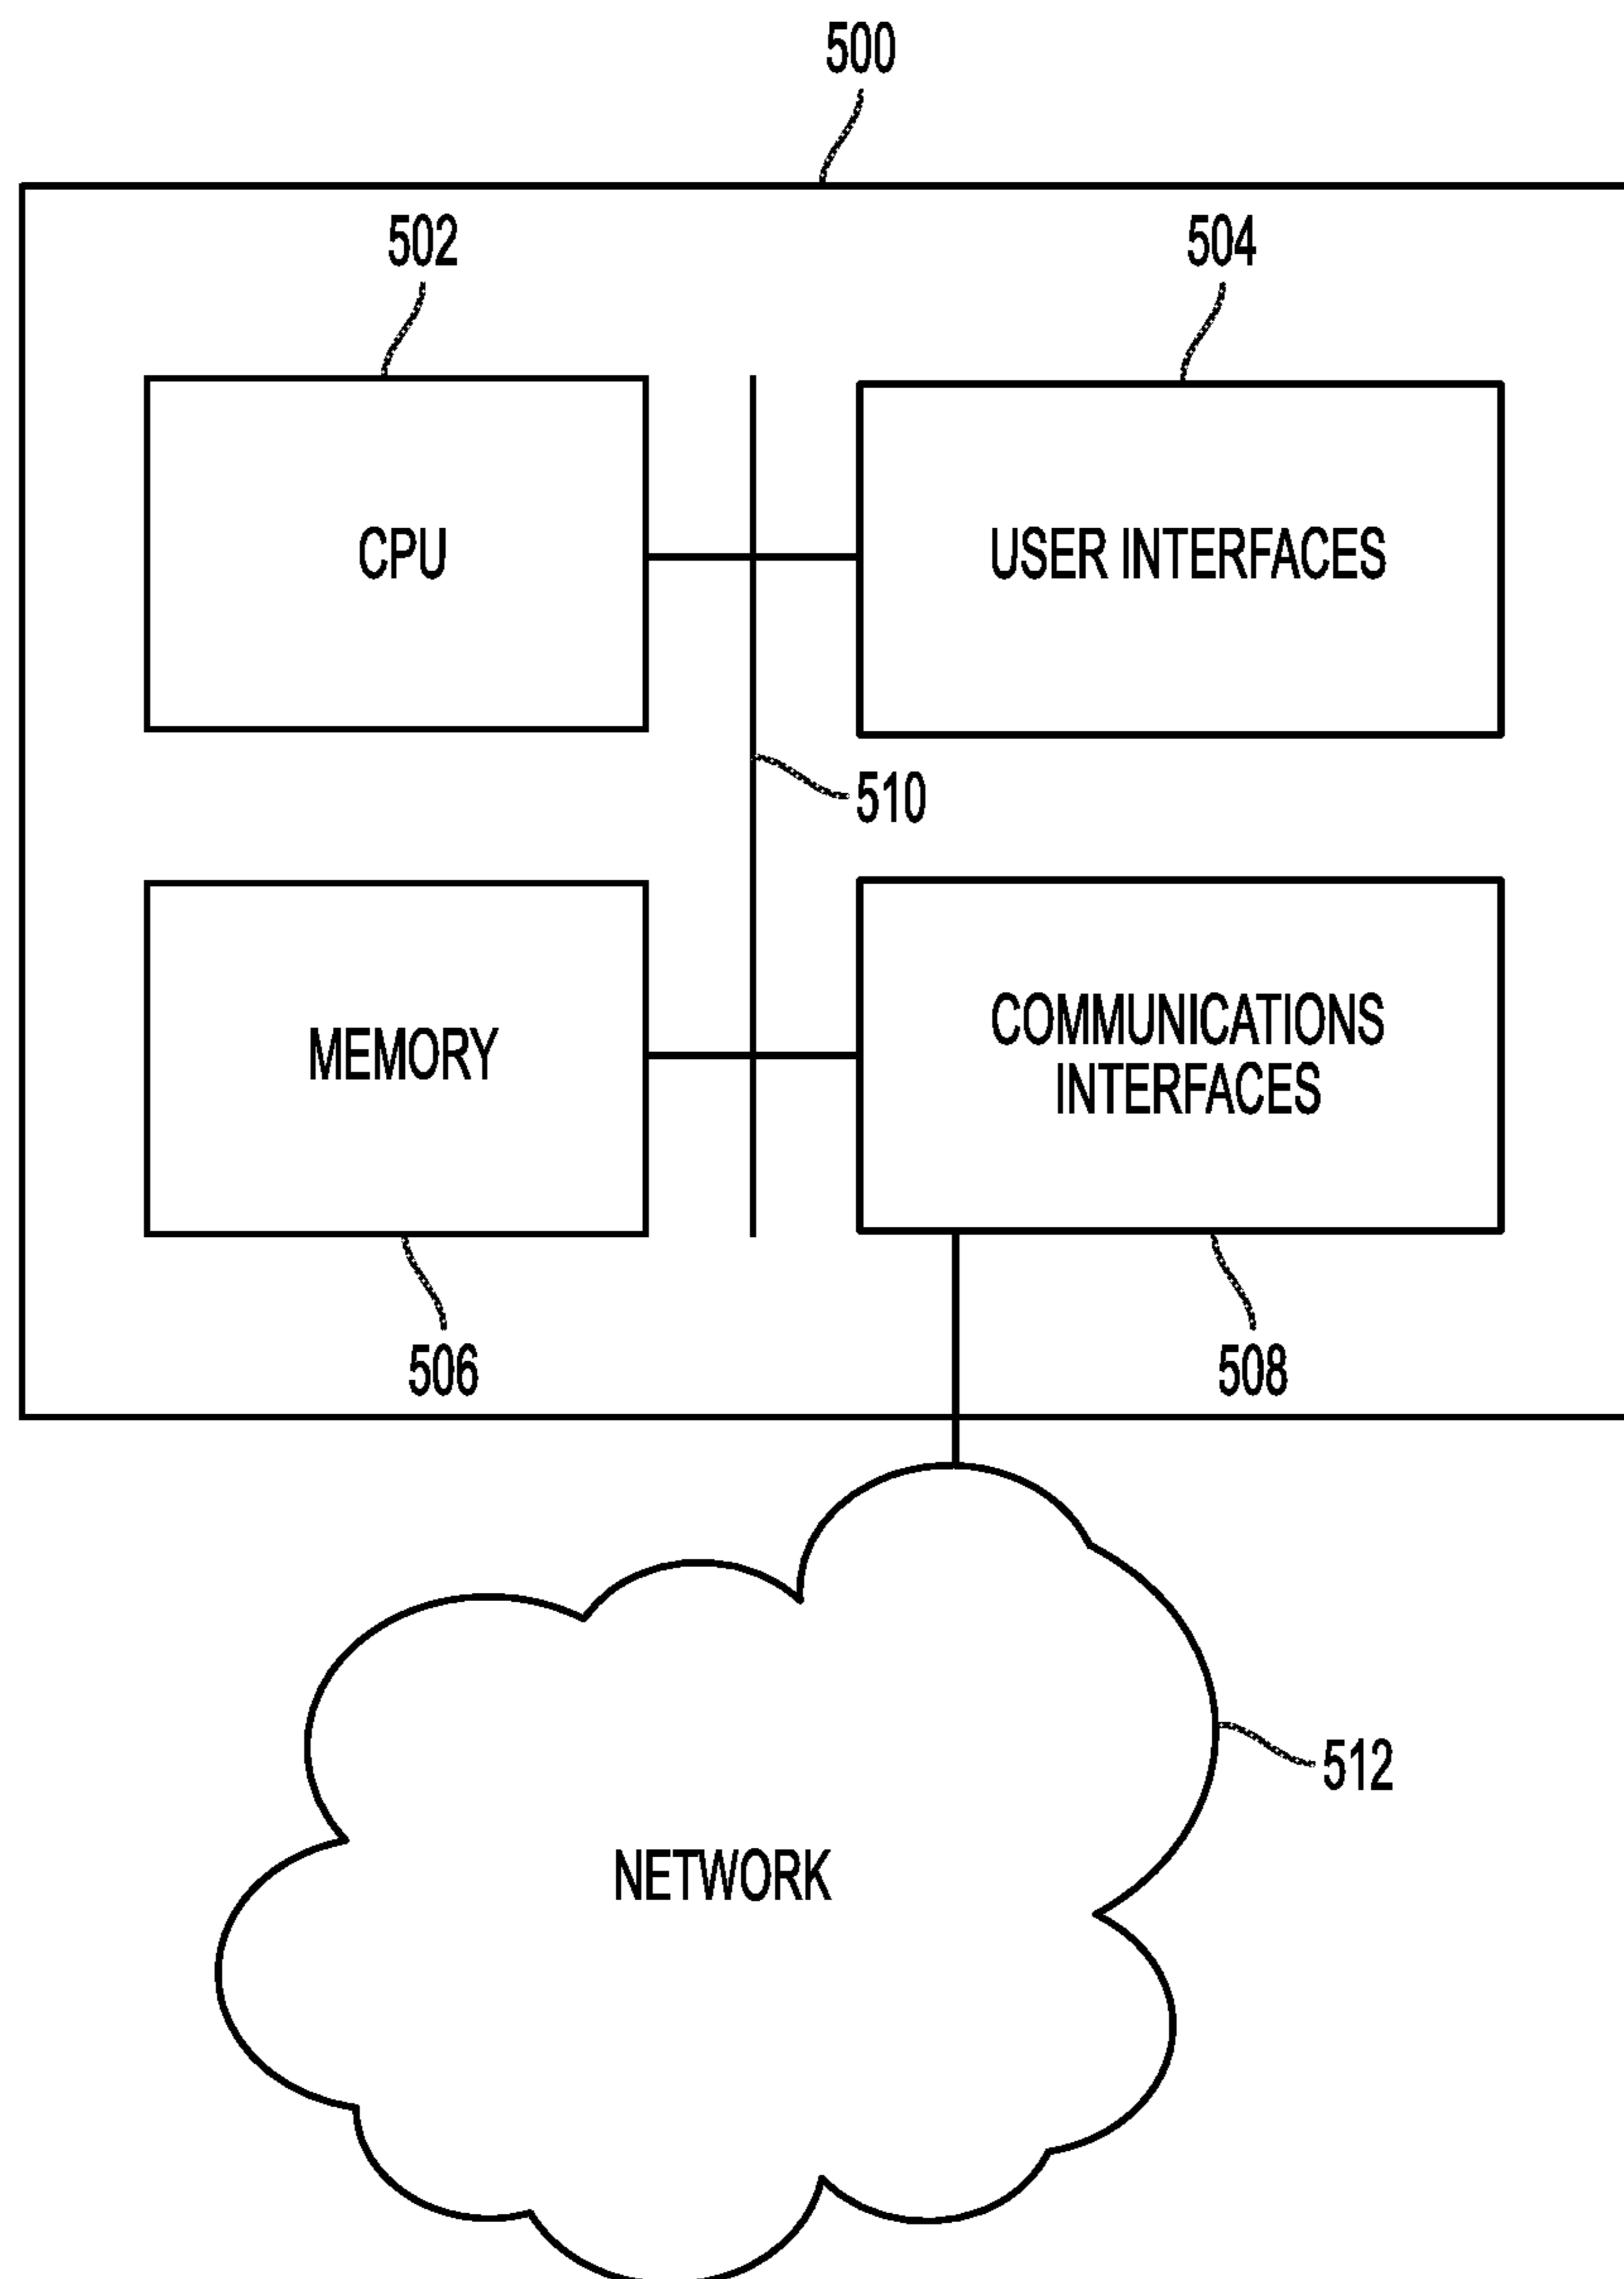 500
502
504
CPU
USER INTERFACES
510
MEMORY
COMMUNICATIONS
INTERFACES
506
508
512
NETWORK